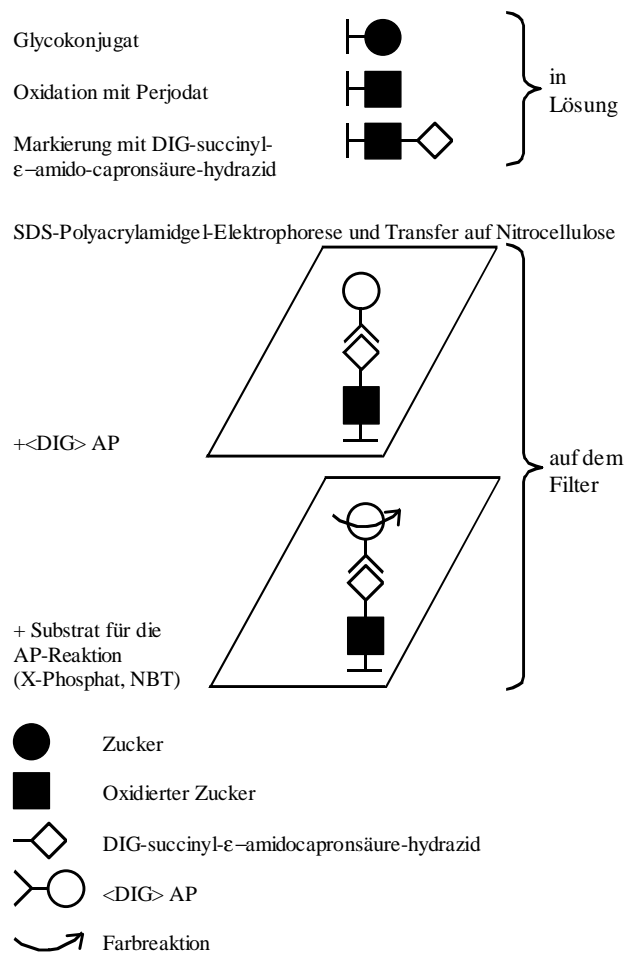 Glycokonjugat
Oxidation mit Perjodat
Markierung mit DIG-succinyl-
ε–amido-capronsäure-hydrazid
in
Lösung
SDS-Polyacrylamidgel-Elektrophorese und Transfer auf Nitrocellulose
+<DIG> AP
auf dem
Filter
+ Substrat für die
AP-Reaktion
(X-Phosphat, NBT)
Zucker
Oxidierter Zucker
DIG-succinyl-ε–amidocapronsäure-hydrazid
<DIG> AP
Farbreaktion